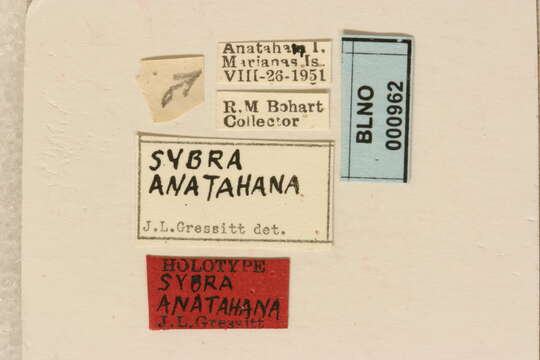 Anatahan I.
Marianas Is.
VIII-26-1951
R.M Bohart
Collector
BLNO
000962
SYBRA
ANATAHANA
J.L.Gressitt det.
HOLOTYPE
SYBRA
ANATAHANA
J.L.Gressitt